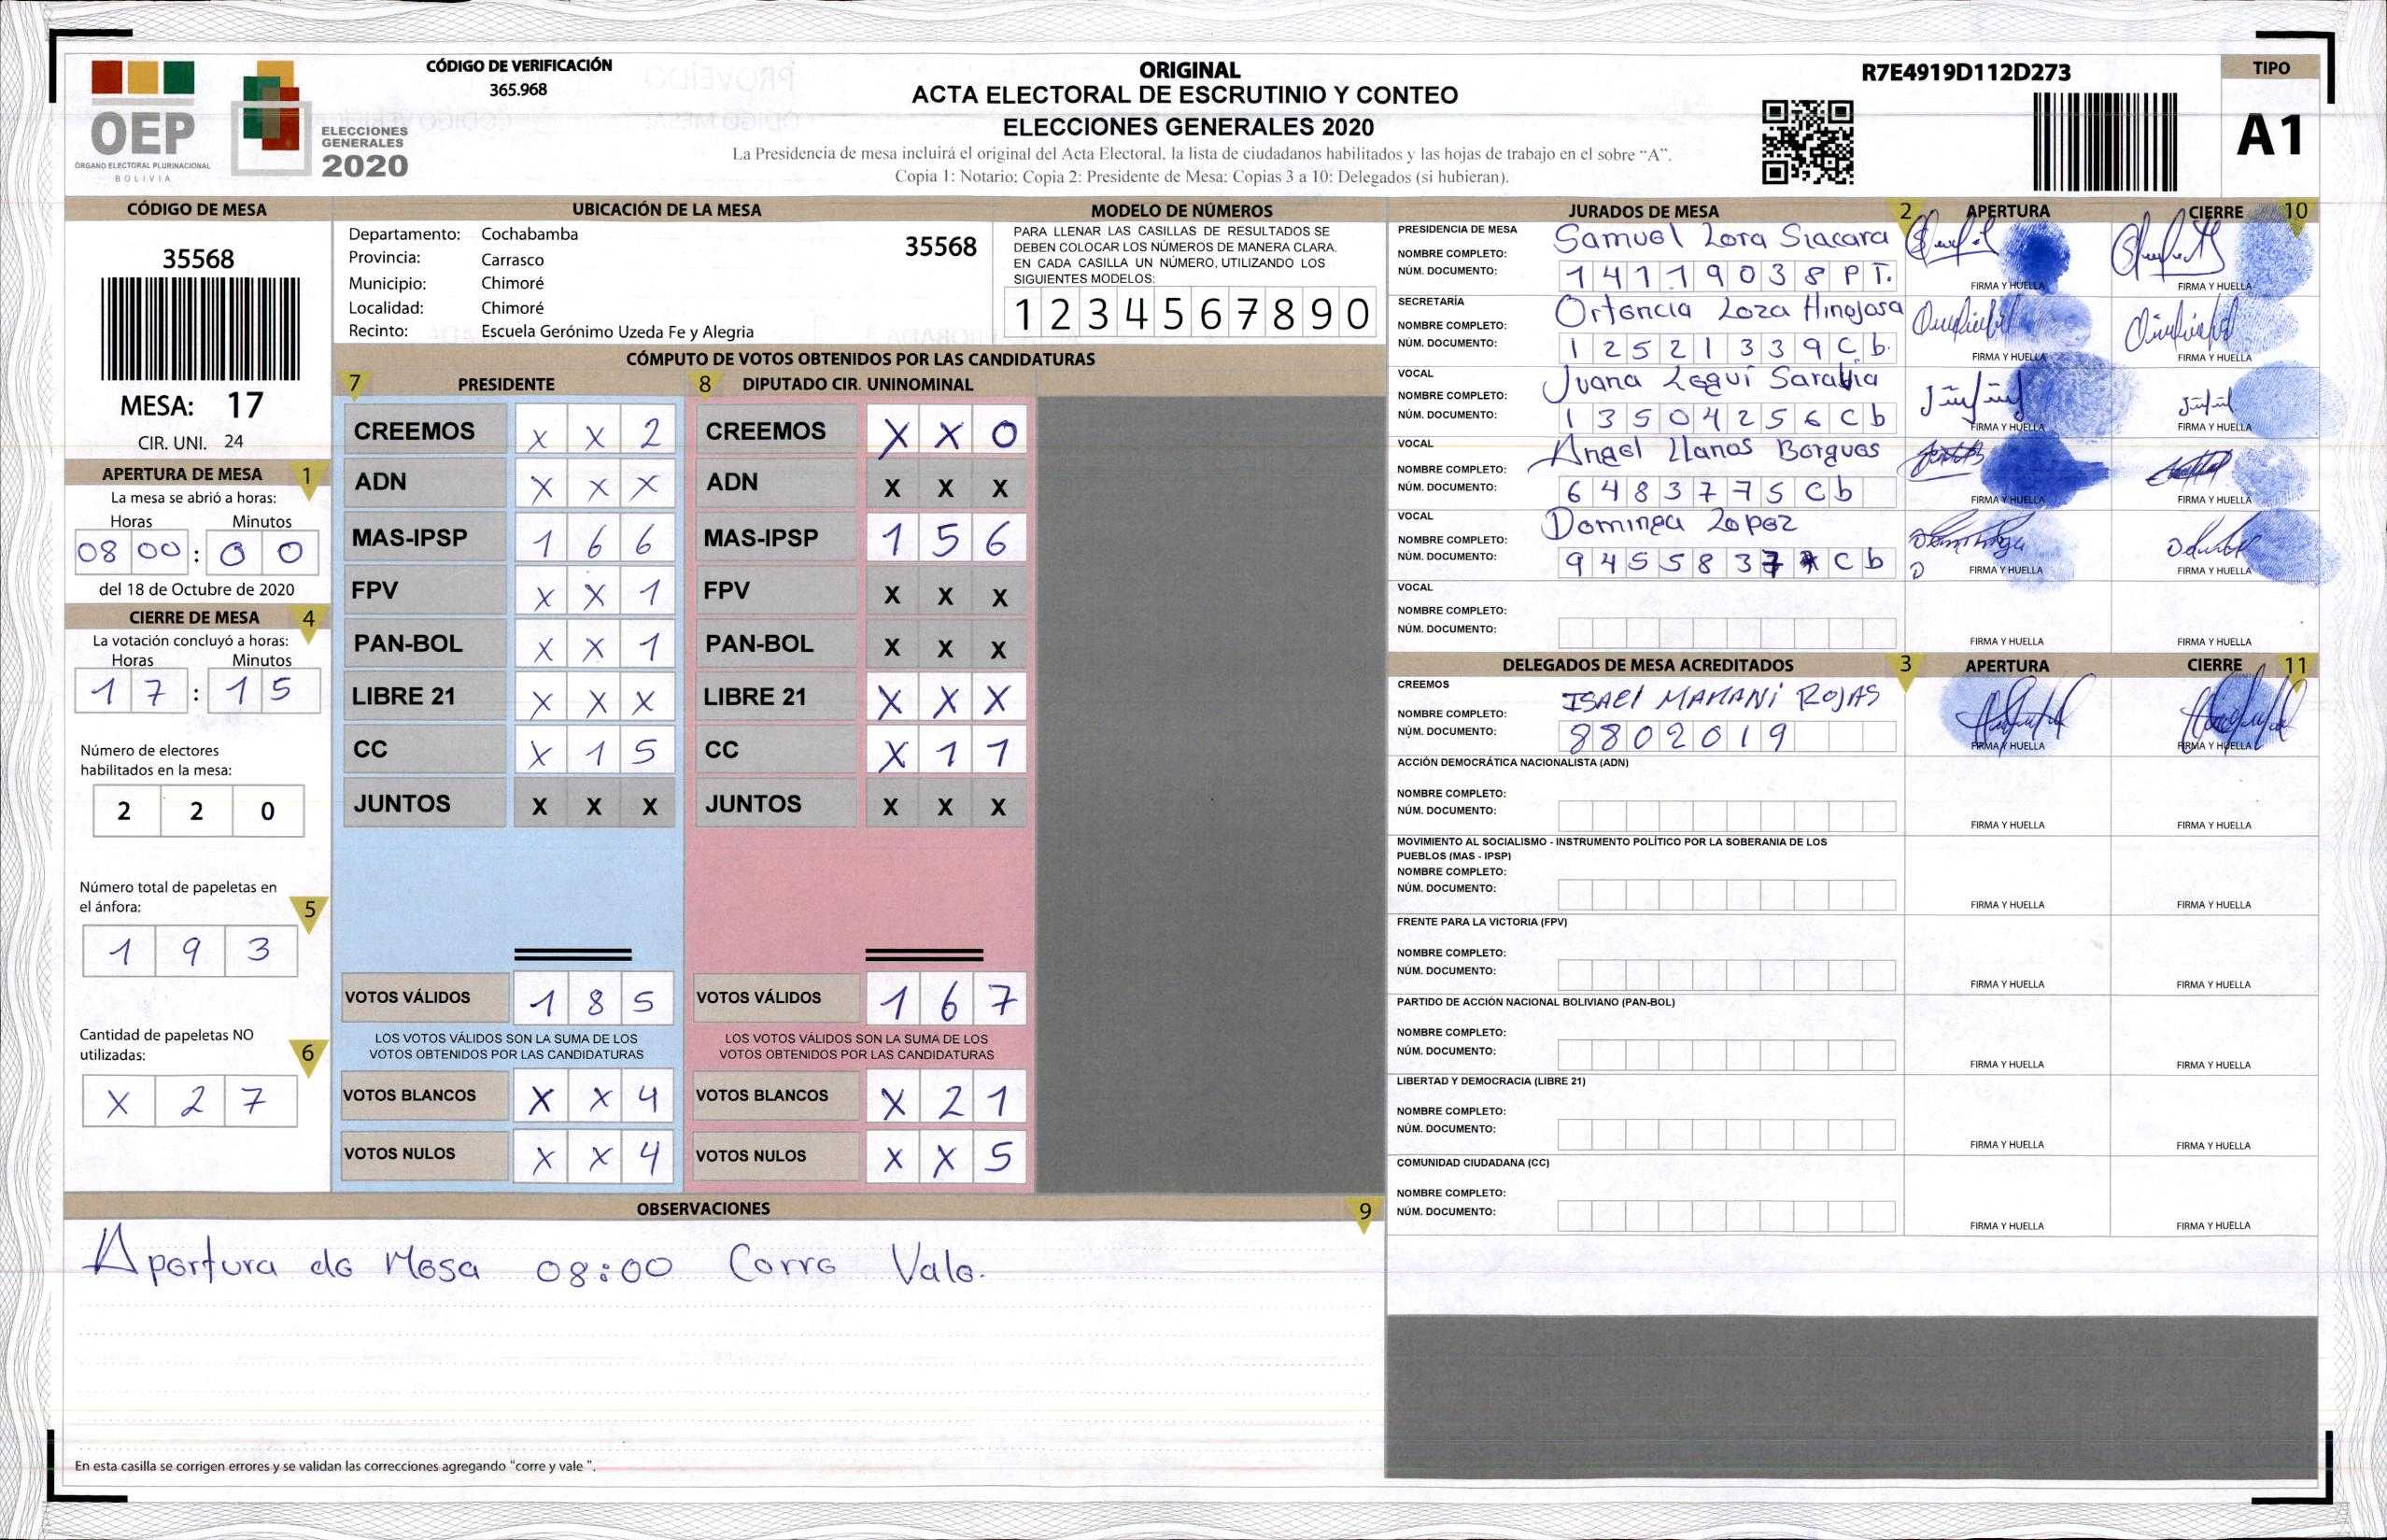 OEP
ÓRGANO ELECTORAL PLURINACIONAL
BOLIVIA
ELECCIONES
GENERALES
2020
CÓDIGO DE VERIFICACIÓN
365.968
ORIGINAL
ACTA ELECTORAL DE ESCRUTINIO Y CONTEO
ELECCIONES GENERALES 2020
La Presidencia de mesa incluirá el original del Acta Electoral, la lista de ciudadanos habilitados y las hojas de trabajo en el sobre “A”.
Copia 1: Notario; Copia 2: Presidente de Mesa; Copias 3 a 10: Delegados (si hubieran).
R7E4919D112D273
TIPO
A1
CÓDIGO DE MESA
35568
MESA: 17
CIR. UNI. 24
APERTURA DE MESA 1
La mesa se abrió a horas:
Horas Minutos
08 00 : 0 0
del 18 de Octubre de 2020
CIERRE DE MESA 4
La votación concluyó a horas:
Horas Minutos
1 7 : 1 5
Número de electores
habilitados en la mesa:
2 2 0
Número total de papeletas en
el ánfora: 5
1 9 3
Cantidad de papeletas NO
utilizadas: 6
X 2 7
UBICACIÓN DE LA MESA
Departamento: Cochabamba 35568
Provincia: Carrasco
Municipio: Chimoré
Localidad: Chimoré
Recinto: Escuela Gerónimo Uzeda Fe y Alegria
MODELO DE NÚMEROS
PARA LLENAR LAS CASILLAS DE RESULTADOS SE
DEBEN COLOCAR LOS NÚMEROS DE MANERA CLARA.
EN CADA CASILLA UN NÚMERO, UTILIZANDO LOS
SIGUIENTES MODELOS:
1 2 3 4 5 6 7 8 9 0
CÓMPUTO DE VOTOS OBTENIDOS POR LAS CANDIDATURAS
7 PRESIDENTE 8 DIPUTADO CIR. UNINOMINAL
CREEMOS X X 2 CREEMOS X X 0
ADN X X X ADN X X X
MAS-IPSP 1 6 6 MAS-IPSP 1 5 6
FPV X X 1 FPV X X X
PAN-BOL X X 1 PAN-BOL X X X
LIBRE 21 X X X LIBRE 21 X X X
CC X 1 5 CC X 1 1
JUNTOS X X X JUNTOS X X X
VOTOS VÁLIDOS 1 8 5 VOTOS VÁLIDOS 1 6 7
LOS VOTOS VÁLIDOS SON LA SUMA DE LOS LOS VOTOS VÁLIDOS SON LA SUMA DE LOS
VOTOS OBTENIDOS POR LAS CANDIDATURAS VOTOS OBTENIDOS POR LAS CANDIDATURAS
VOTOS BLANCOS X X 4 VOTOS BLANCOS X 2 1
VOTOS NULOS X X 4 VOTOS NULOS X X 5
OBSERVACIONES 9
Apertura de Mesa 08:00 Corre Vale.
En esta casilla se corrigen errores y se validan las correcciones agregando “corre y vale ”.
JURADOS DE MESA 2 APERTURA CIERRE 10
PRESIDENCIA DE MESA
NOMBRE COMPLETO: Samuel Lora Siacara
NÚM. DOCUMENTO: 14119038 PT. FIRMA Y HUELLA FIRMA Y HUELLA
SECRETARÍA
NOMBRE COMPLETO: Ortencia Loza Hinojosa
NÚM. DOCUMENTO: 12521339 Cb. FIRMA Y HUELLA FIRMA Y HUELLA
VOCAL
NOMBRE COMPLETO: Juana Lequi Saravia
NÚM. DOCUMENTO: 13504256 Cb FIRMA Y HUELLA FIRMA Y HUELLA
VOCAL
NOMBRE COMPLETO: Angel Llanos Borgues
NÚM. DOCUMENTO: 6483775 Cb FIRMA Y HUELLA FIRMA Y HUELLA
VOCAL
NOMBRE COMPLETO: Dominga Lopez
NÚM. DOCUMENTO: 9455837 Cb FIRMA Y HUELLA FIRMA Y HUELLA
VOCAL
NOMBRE COMPLETO:
NÚM. DOCUMENTO: FIRMA Y HUELLA FIRMA Y HUELLA
DELEGADOS DE MESA ACREDITADOS 3 APERTURA CIERRE 11
CREEMOS
NOMBRE COMPLETO: ISAEl MAMANi ROJAS
NÚM. DOCUMENTO: 8802019 FIRMA Y HUELLA FIRMA Y HUELLA
ACCIÓN DEMOCRÁTICA NACIONALISTA (ADN)
NOMBRE COMPLETO:
NÚM. DOCUMENTO: FIRMA Y HUELLA FIRMA Y HUELLA
MOVIMIENTO AL SOCIALISMO - INSTRUMENTO POLÍTICO POR LA SOBERANIA DE LOS
PUEBLOS (MAS - IPSP)
NOMBRE COMPLETO:
NÚM. DOCUMENTO: FIRMA Y HUELLA FIRMA Y HUELLA
FRENTE PARA LA VICTORIA (FPV)
NOMBRE COMPLETO:
NÚM. DOCUMENTO: FIRMA Y HUELLA FIRMA Y HUELLA
PARTIDO DE ACCIÓN NACIONAL BOLIVIANO (PAN-BOL)
NOMBRE COMPLETO:
NÚM. DOCUMENTO: FIRMA Y HUELLA FIRMA Y HUELLA
LIBERTAD Y DEMOCRACIA (LIBRE 21)
NOMBRE COMPLETO:
NÚM. DOCUMENTO: FIRMA Y HUELLA FIRMA Y HUELLA
COMUNIDAD CIUDADANA (CC)
NOMBRE COMPLETO:
NÚM. DOCUMENTO: FIRMA Y HUELLA FIRMA Y HUELLA